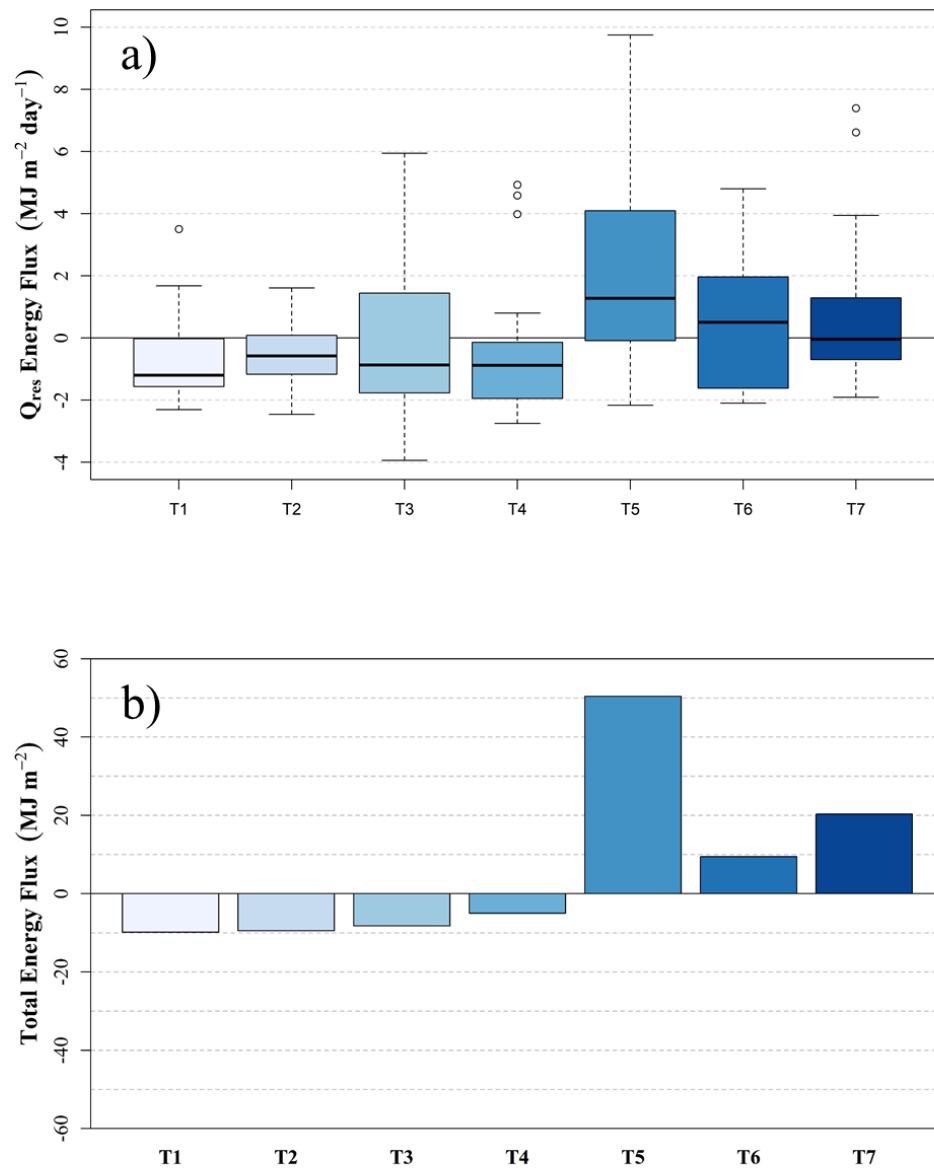 a)
Q_res Energy Flux (MJ m⁻² day⁻¹)
10
8
6
4
2
0
-2
-4
T1 T2 T3 T4 T5 T6 T7
b)
Total Energy Flux (MJ m⁻²)
60
40
20
0
-20
-40
-60
T1 T2 T3 T4 T5 T6 T7